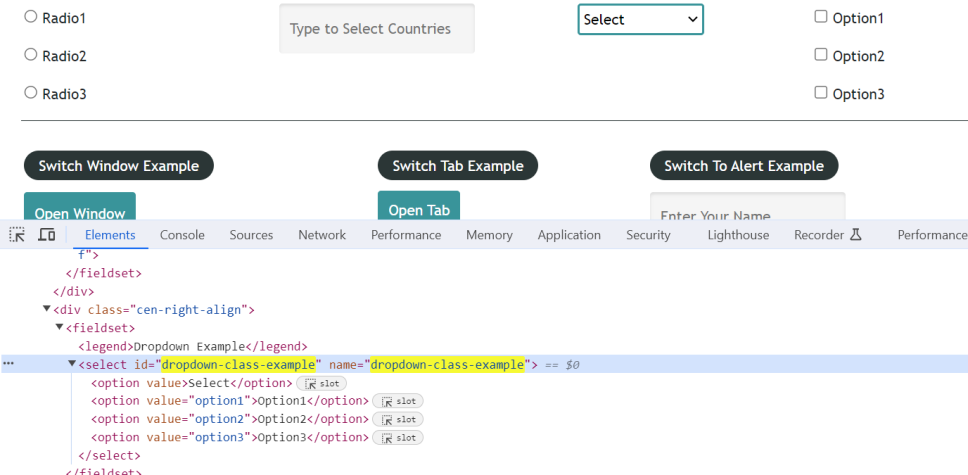 Radio1 Type to Select Countries Select Option1
Radio2 Option2
Radio3 Option3
Switch Window Example Switch Tab Example Switch To Alert Example
Open Window Open Tab Enter Your Name
Elements Console Sources Network Performance Memory Application Security Lighthouse Recorder Performance
f">
</fieldset>
</div>
<div class="cen-right-align">
<fieldset>
<legend>Dropdown Example</legend>
<select id="dropdown-class-example" name="dropdown-class-example"> == $0
<option value>Select</option> slot
<option value="option1">Option1</option> slot
<option value="option2">Option2</option> slot
<option value="option3">Option3</option> slot
</select>
</fieldset>